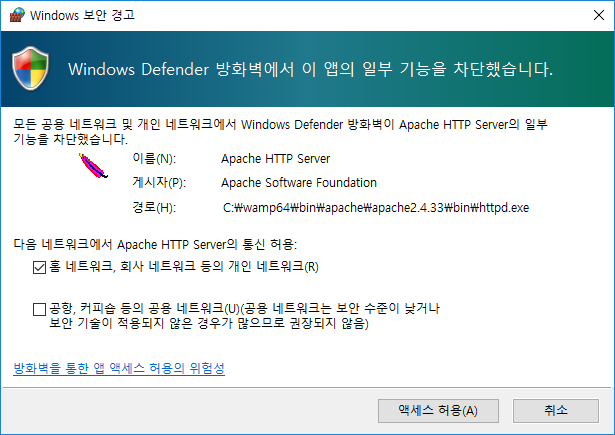 Windows 보안 경고
Windows Defender 방화벽에서 이 앱의 일부 기능을 차단했습니다.
모든 공용 네트워크 및 개인 네트워크에서 Windows Defender 방화벽이 Apache HTTP Server의 일부
기능을 차단했습니다.
이름(N): Apache HTTP Server
게시자(P): Apache Software Foundation
경로(H): C:₩wamp64₩bin₩apache₩apache2.4.33₩bin₩httpd.exe
다음 네트워크에서 Apache HTTP Server의 통신 허용:
홈 네트워크, 회사 네트워크 등의 개인 네트워크(R)
공항, 커피숍 등의 공용 네트워크(U)(공용 네트워크는 보안 수준이 낮거나
보안 기술이 적용되지 않은 경우가 많으므로 권장되지 않음)
방화벽을 통한 앱 액세스 허용의 위험성
액세스 허용(A) 취소